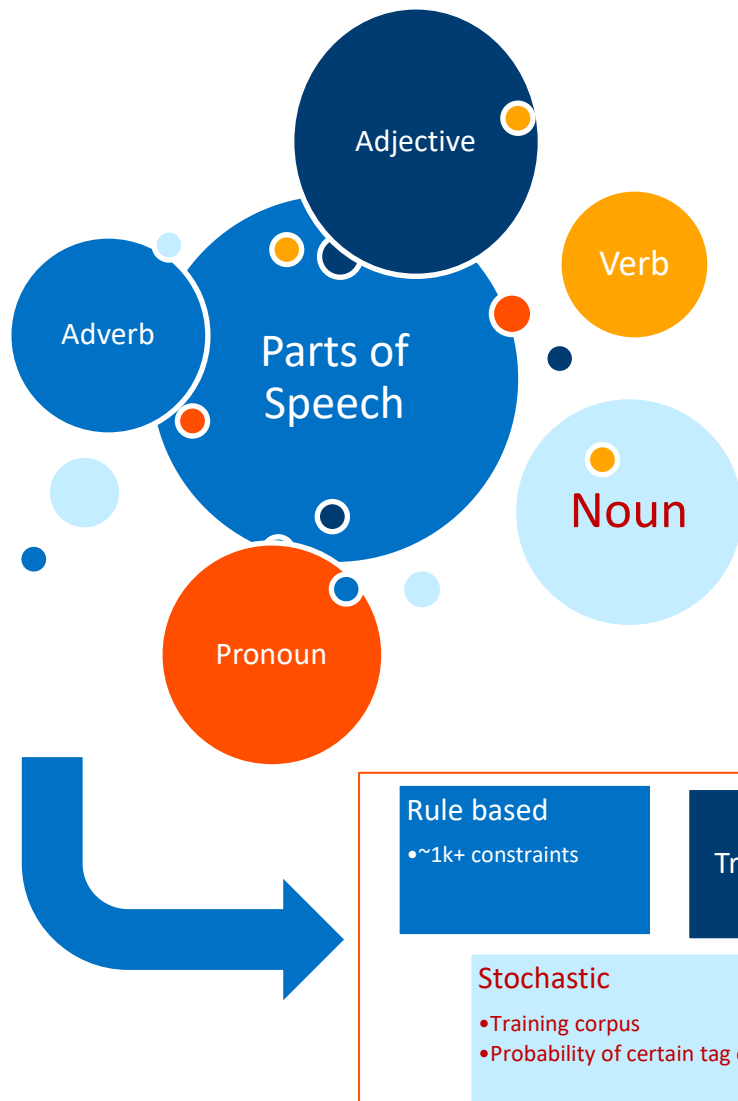 Adjective
Verb
Adverb
Parts of
Speech
Noun
Pronoun
Rule based
•~1k+ constraints
Tr
Stochastic
•Training corpus
•Probability of certain tag